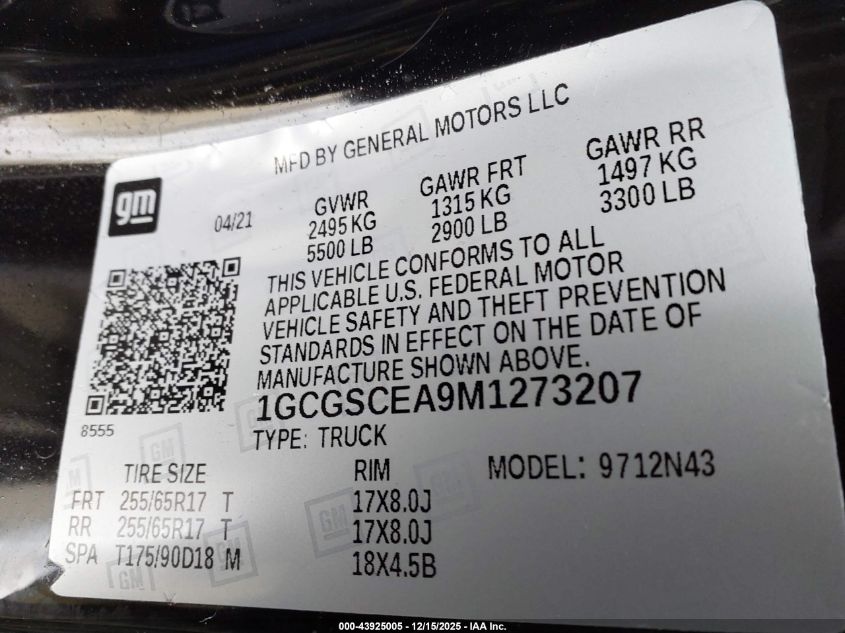 MFD BY GENERAL MOTORS LLC
gm
04/21
GVWR
2495 KG
5500 LB
GAWR FRT
1315 KG
2900 LB
GAWR RR
1497 KG
3300 LB
THIS VEHICLE CONFORMS TO ALL
APPLICABLE U.S. FEDERAL MOTOR
VEHICLE SAFETY AND THEFT PREVENTION
STANDARDS IN EFFECT ON THE DATE OF
MANUFACTURE SHOWN ABOVE.
1GCGSCEA9M1273207
8555
TYPE: TRUCK
MODEL: 9712N43
TIRE SIZE RIM
FRT 255/65R17 T 17X8.0J
RR 255/65R17 T 17X8.0J
SPA T175/90D18 M 18X4.5B
GM
GM
GM
000-43925005 - 12/15/2025 - IAA Inc.